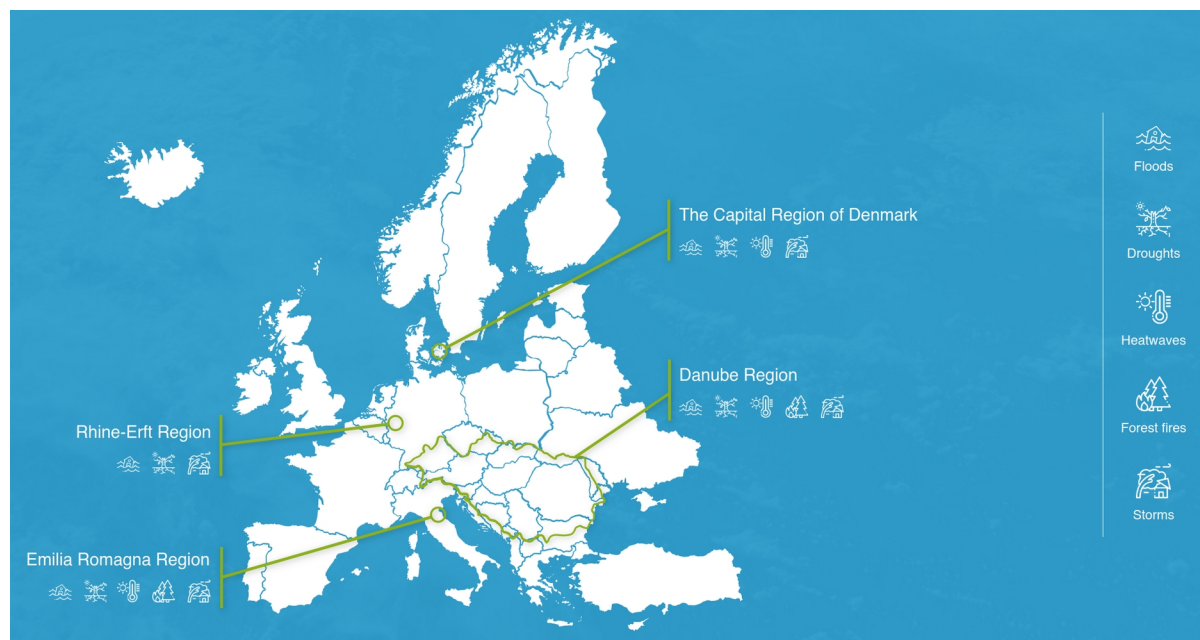 The Capital Region of Denmark
Danube Region
Rhine-Erft Region
Emilia Romagna Region
Floods
Droughts
Heatwaves
Forest fires
Storms